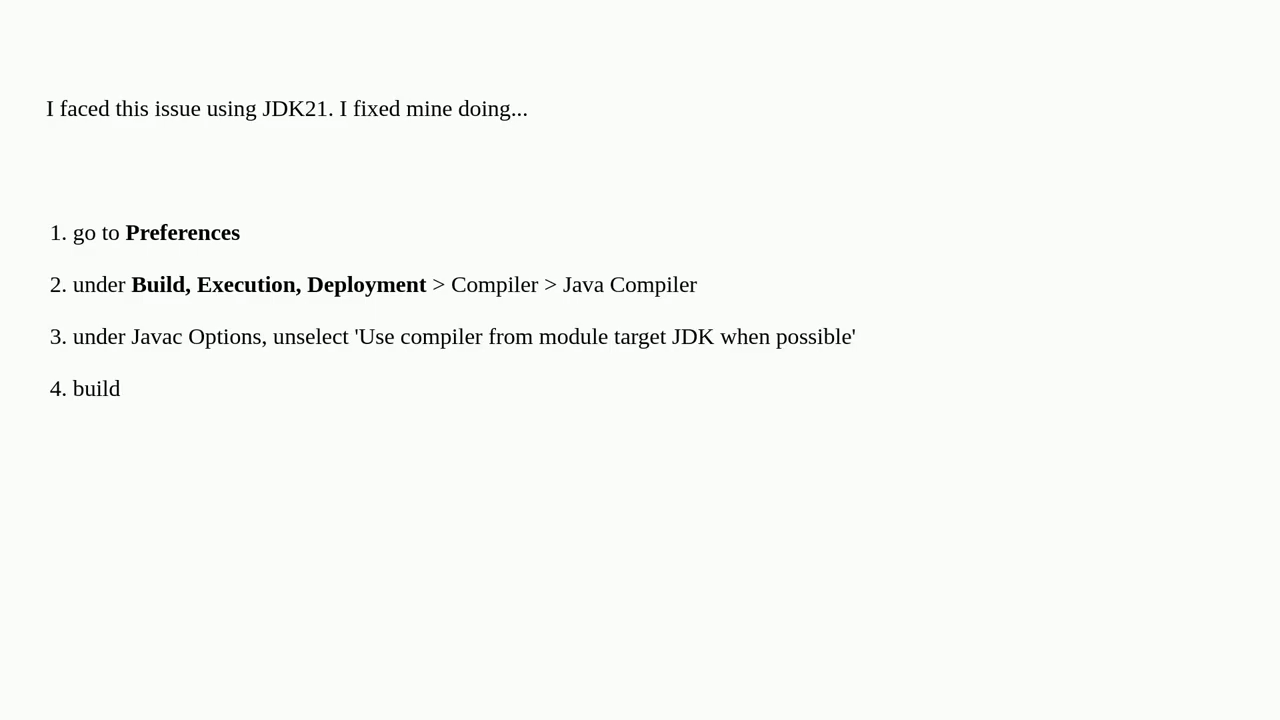 I faced this issue using JDK21. I fixed mine doing...
1. go to Preferences
2. under Build, Execution, Deployment > Compiler > Java Compiler
3. under Javac Options, unselect 'Use compiler from module target JDK when possible'
4. build